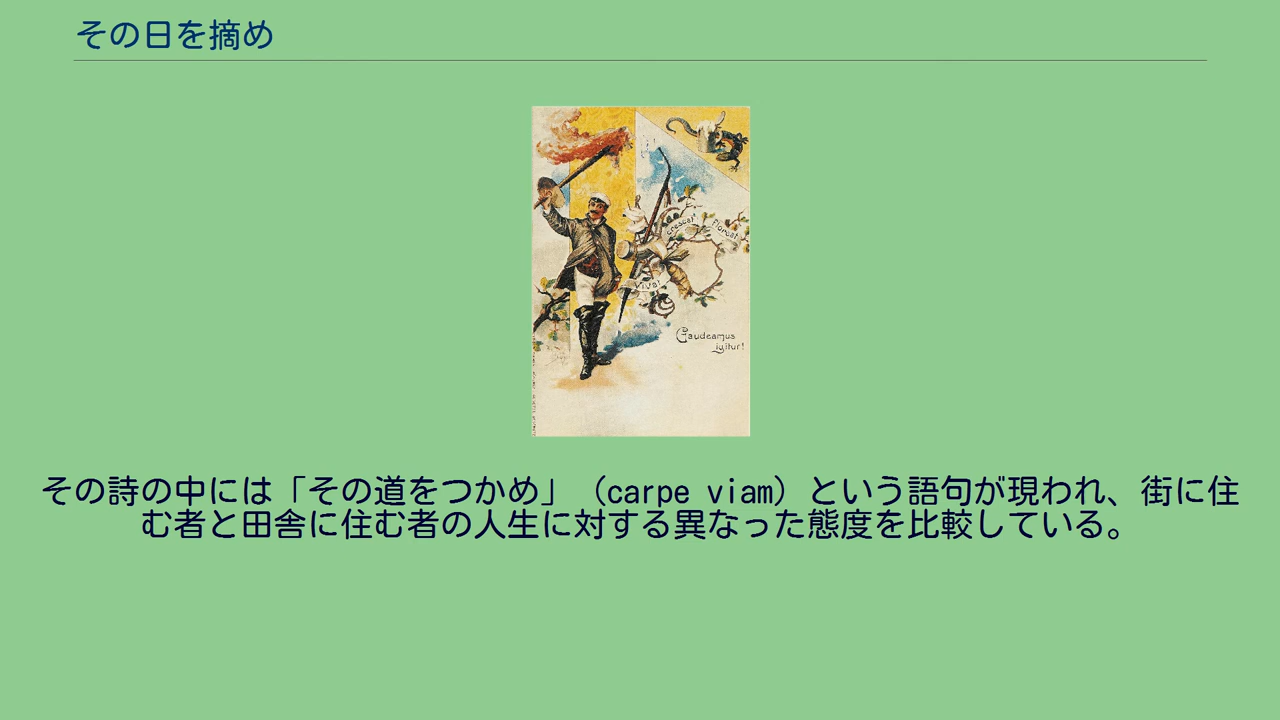 その日を摘め
crescat
floreat
vivat
Gaudeamus
igitur!
その詩の中には「その道をつかめ」（carpe viam）という語句が現われ、街に住
む者と田舎に住む者の人生に対する異なった態度を比較している。